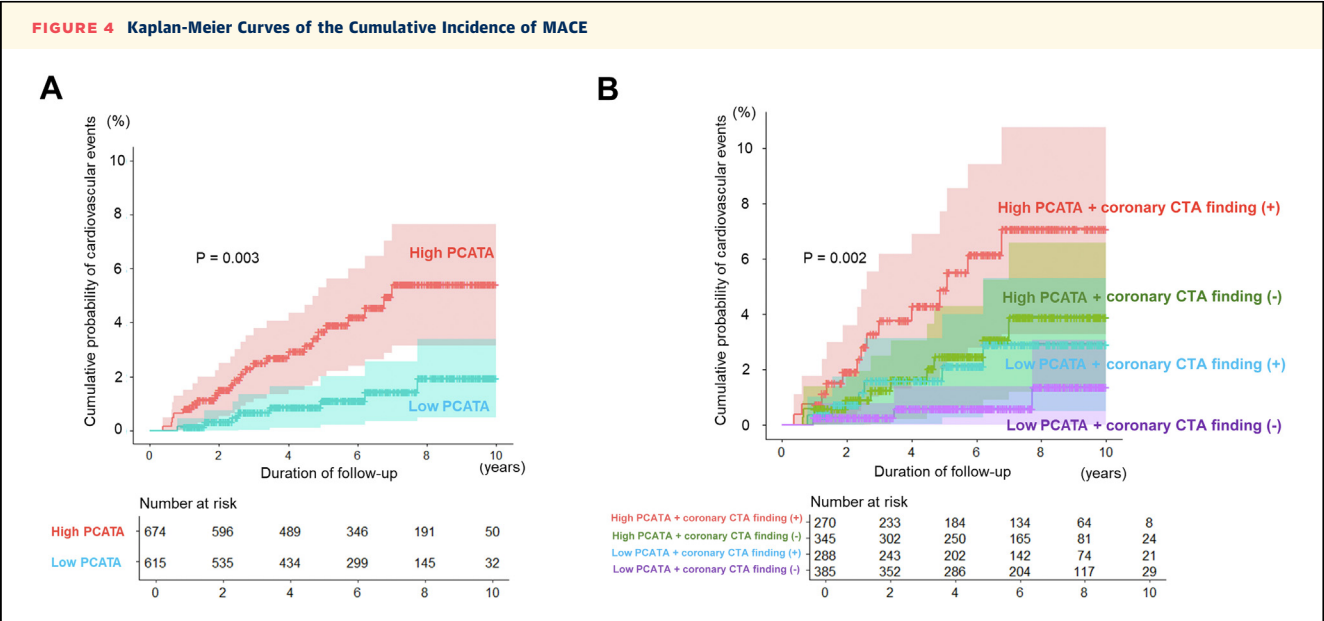 FIGURE 4 Kaplan-Meier Curves of the Cumulative Incidence of MACE
A
Cumulative probability of cardiovascular events
(%)
10
8
6
4
2
0
P = 0.003
High PCATA
Low PCATA
0 2 4 6 8 10
Duration of follow-up
(years)
Number at risk
High PCATA 674 596 489 346 191 50
Low PCATA 615 535 434 299 145 32
0 2 4 6 8 10
B
Cumulative probability of cardiovascular events
(%)
10
8
6
4
2
0
P = 0.002
High PCATA + coronary CTA finding (+)
High PCATA + coronary CTA finding (-)
Low PCATA + coronary CTA finding (+)
Low PCATA + coronary CTA finding (-)
0 2 4 6 8 10
Duration of follow-up
(years)
Number at risk
High PCATA + coronary CTA finding (+) 270 233 184 134 64 8
High PCATA + coronary CTA finding (-) 345 302 250 165 81 24
Low PCATA + coronary CTA finding (+) 288 243 202 142 74 21
Low PCATA + coronary CTA finding (-) 385 352 286 204 117 29
0 2 4 6 8 10